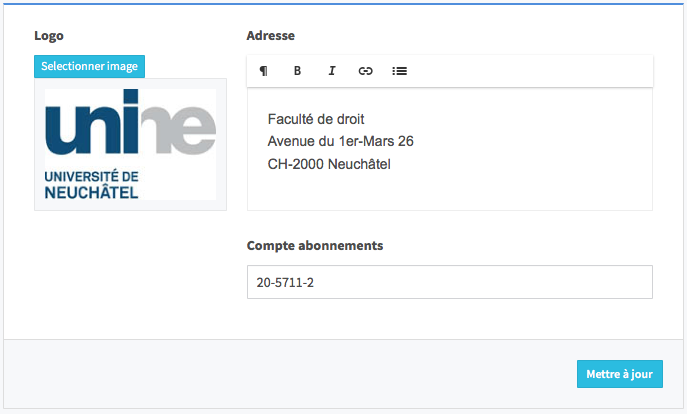 Logo
Adresse
Selectionner image
¶ B I
unine
UNIVERSITÉ DE
NEUCHÂTEL
Faculté de droit
Avenue du 1er-Mars 26
CH-2000 Neuchâtel
Compte abonnements
20-5711-2
Mettre à jour